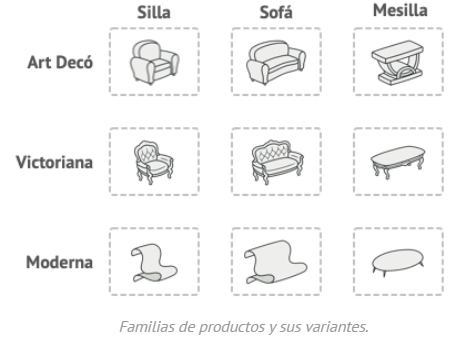 Silla Sofá Mesilla
Art Decó
Victoriana
Moderna
Familias de productos y sus variantes.